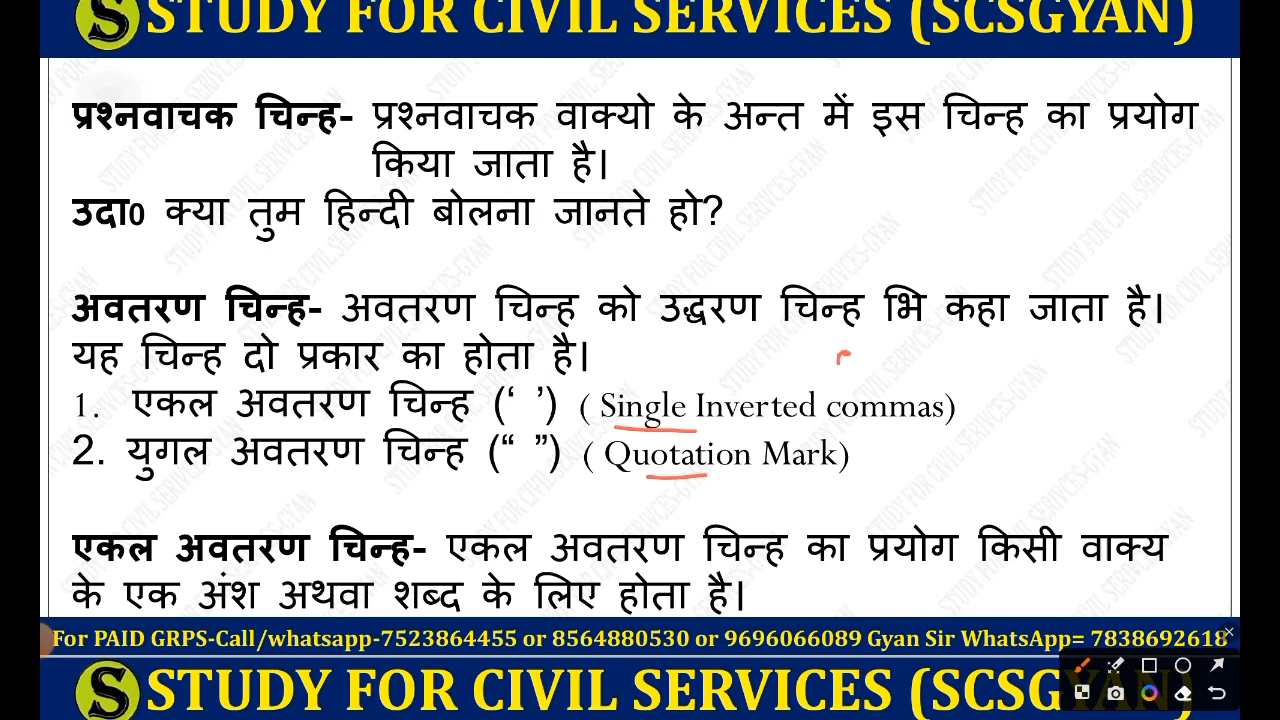 STUDY FOR CIVIL SERVICES (SCSGYAN)
प्रश्नवाचक चिन्ह- प्रश्नवाचक वाक्यो के अन्त में इस चिन्ह का प्रयोग
किया जाता है।
उदा0 क्या तुम हिन्दी बोलना जानते हो?
अवतरण चिन्ह- अवतरण चिन्ह को उद्धरण चिन्ह भि कहा जाता है।
यह चिन्ह दो प्रकार का होता है।
1. एकल अवतरण चिन्ह (‘ ’) ( Single Inverted commas)
2. युगल अवतरण चिन्ह (“ ”) ( Quotation Mark)
एकल अवतरण चिन्ह- एकल अवतरण चिन्ह का प्रयोग किसी वाक्य
के एक अंश अथवा शब्द के लिए होता है।
For PAID GRPS-Call/whatsapp-7523864455 or 8564880530 or 9696066089 Gyan Sir WhatsApp= 7838692618
S STUDY FOR CIVIL SERVICES (SCSGYAN)